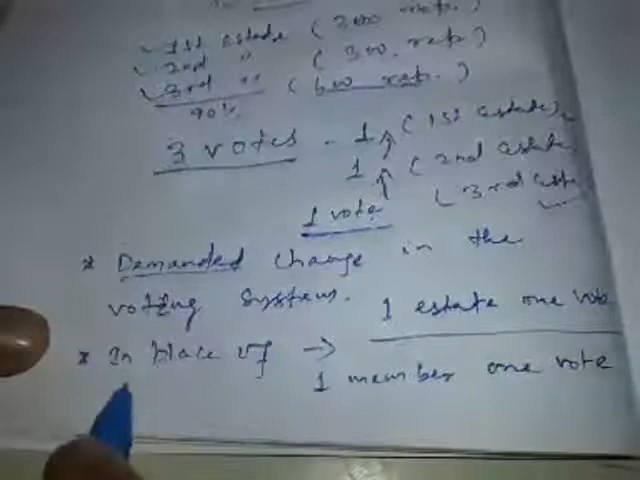 1st estate (300 rep.)
2nd " (300. rep.)
3rd " (600 rep.)
90%
3 votes - 1 (1st estate)
1 (2nd estate
1 vote (3rd esta
* Demanded change in the
voting system.
1 estate one vote
* In place of →
1 member one vote